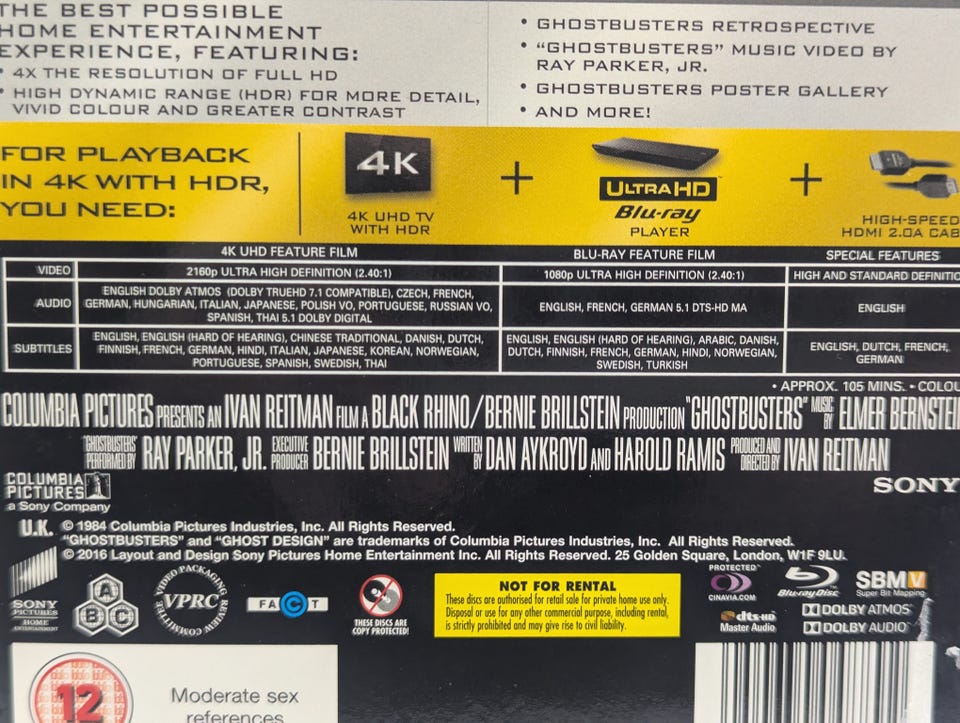 THE BEST POSSIBLE
HOME ENTERTAINMENT
EXPERIENCE, FEATURING:
• 4X THE RESOLUTION OF FULL HD
• HIGH DYNAMIC RANGE (HDR) FOR MORE DETAIL,
VIVID COLOUR AND GREATER CONTRAST
• GHOSTBUSTERS RETROSPECTIVE
• "GHOSTBUSTERS" MUSIC VIDEO BY
RAY PARKER, JR.
• GHOSTBUSTERS POSTER GALLERY
• AND MORE!
FOR PLAYBACK
IN 4K WITH HDR,
YOU NEED:
4K
4K UHD TV
WITH HDR
+
ULTRA HD
Blu-ray
PLAYER
+
HIGH-SPEED
HDMI 2.0A CAB
4K UHD FEATURE FILM
BLU-RAY FEATURE FILM
SPECIAL FEATURES
VIDEO
2160p ULTRA HIGH DEFINITION (2.40:1)
1080p ULTRA HIGH DEFINITION (2.40:1)
HIGH AND STANDARD DEFINITIO
AUDIO
ENGLISH DOLBY ATMOS (DOLBY TRUEHD 7.1 COMPATIBLE), CZECH, FRENCH,
GERMAN, HUNGARIAN, ITALIAN, JAPANESE, POLISH VO, PORTUGUESE, RUSSIAN VO,
SPANISH, THAI 5.1 DOLBY DIGITAL
ENGLISH, FRENCH, GERMAN 5.1 DTS-HD MA
ENGLISH
SUBTITLES
ENGLISH, ENGLISH (HARD OF HEARING), CHINESE TRADITIONAL, DANISH, DUTCH,
FINNISH, FRENCH, GERMAN, HINDI, ITALIAN, JAPANESE, KOREAN, NORWEGIAN,
PORTUGUESE, SPANISH, SWEDISH, THAI
ENGLISH, ENGLISH (HARD OF HEARING), ARABIC, DANISH,
DUTCH, FINNISH, FRENCH, GERMAN, HINDI, NORWEGIAN,
SWEDISH, TURKISH
ENGLISH, DUTCH, FRENCH,
GERMAN
• APPROX. 105 MINS. • COLOU
COLUMBIA PICTURES PRESENTS AN IVAN REITMAN FILM A BLACK RHINO/BERNIE BRILLSTEIN PRODUCTION "GHOSTBUSTERS" MUSIC BY ELMER BERNSTEI
"GHOSTBUSTERS" PERFORMED BY RAY PARKER, JR. EXECUTIVE PRODUCER BERNIE BRILLSTEIN WRITTEN BY DAN AYKROYD AND HAROLD RAMIS PRODUCED AND DIRECTED BY IVAN REITMAN
COLUMBIA
PICTURES
a Sony Company
SONY
U.K.
© 1984 Columbia Pictures Industries, Inc. All Rights Reserved.
"GHOSTBUSTERS" and "GHOST DESIGN" are trademarks of Columbia Pictures Industries, Inc. All Rights Reserved.
© 2016 Layout and Design Sony Pictures Home Entertainment Inc. All Rights Reserved. 25 Golden Square, London, W1F 9LU.
SONY
PICTURES
HOME
ENTERTAINMENT
A
B C
VIDEO PACKAGING REVIEW COMMITTEE
VPRC
FACT
THESE DISCS ARE
COPY PROTECTED!
NOT FOR RENTAL
These discs are authorised for retail sale for private home use only.
Disposal or use for any other commercial purpose, including rental,
is strictly prohibited and may give rise to civil liability.
PROTECTED
CINAVIA.COM
Blu-ray Disc
SBMV
Super Bit Mapping
dts-HD
Master Audio
DOLBY ATMOS
DOLBY AUDIO
12
Moderate sex
references